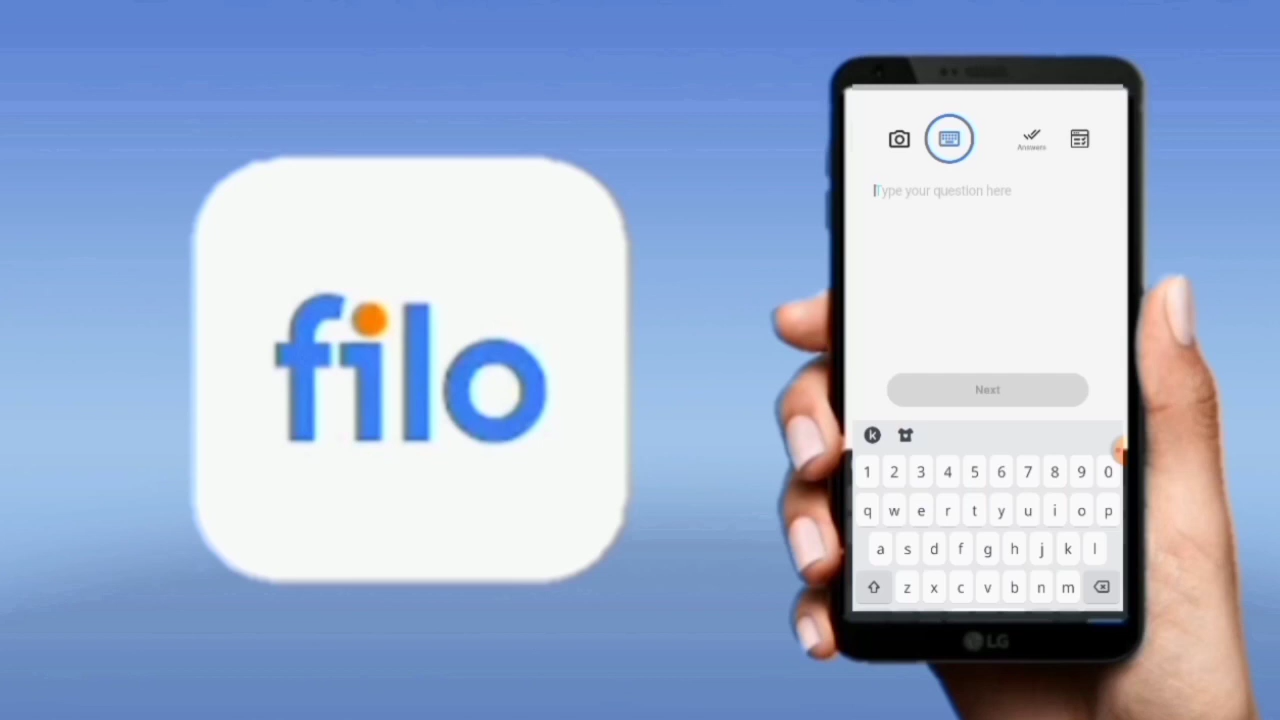 filo
Answers
Type your question here
Next
k
1 2 3 4 5 6 7 8 9 0
q w e r t y u i o p
a s d f g h j k l
z x c v b n m
LG